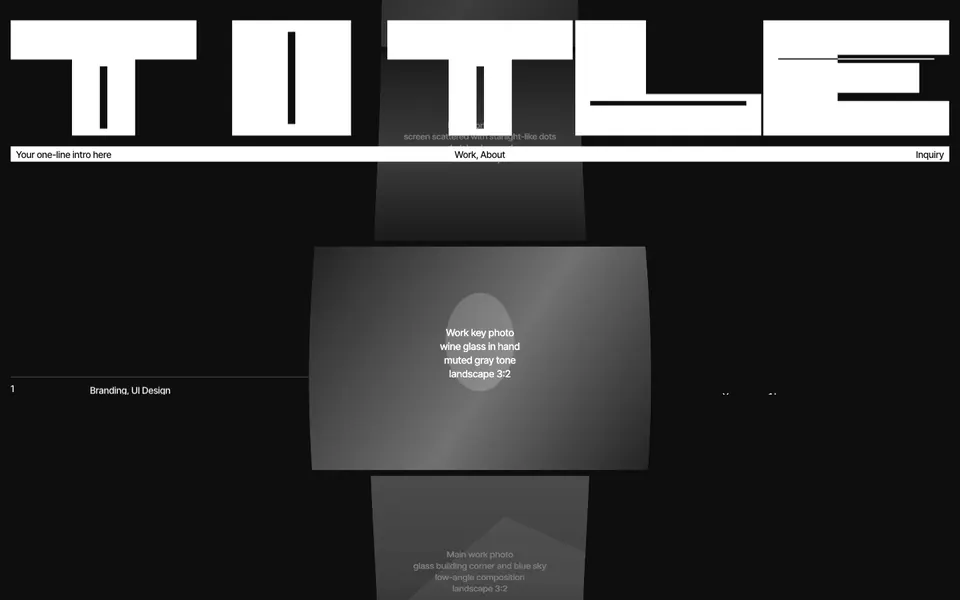 TITLE
screen scattered with starlight-like dots
Your one-line intro here
Work, About
Inquiry
Work key photo
wine glass in hand
muted gray tone
landscape 3:2
1
Branding, UI Design
Main work photo
glass building corner and blue sky
low-angle composition
landscape 3:2